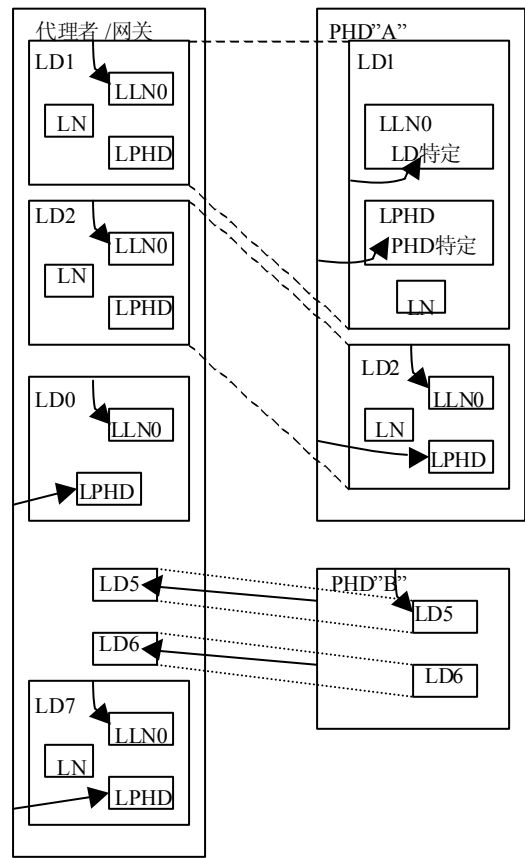 代理者 /网关
LD1
LLN0
LN
LPHD
LD2
LLN0
LN
LPHD
LD0
LLN0
LPHD
LD5
LD6
LD7
LLN0
LN
LPHD
PHD”A”
LD1
LLN0
LD特定
LPHD
PHD特定
LN
LD2
LLN0
LN
LPHD
PHD”B”
LD5
LD6